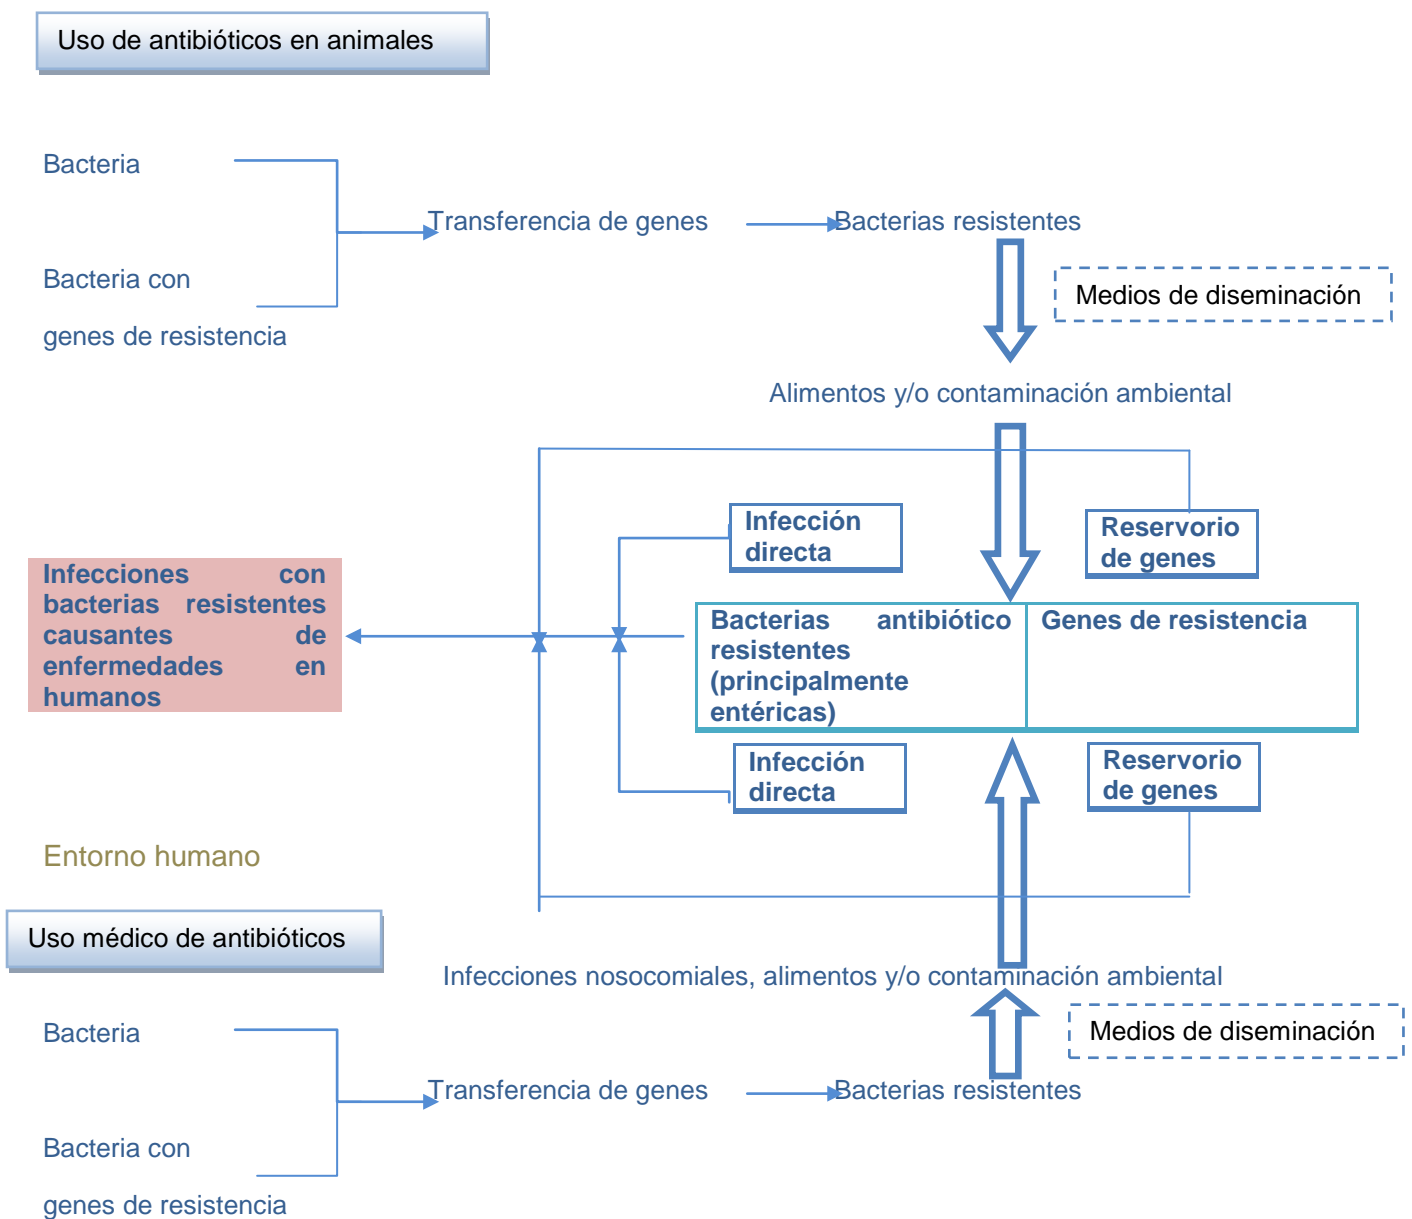 Uso de antibióticos en animales
Bacteria
Transferencia de genes
Bacterias resistentes
Bacteria con
genes de resistencia
Medios de diseminación
Alimentos y/o contaminación ambiental
Infección
directa
Reservorio
de genes
Infecciones con
bacterias resistentes
causantes de
enfermedades en
humanos
Bacterias antibiótico
resistentes
(principalmente
entéricas)
Genes de resistencia
Infección
directa
Reservorio
de genes
Entorno humano
Uso médico de antibióticos
Infecciones nosocomiales, alimentos y/o contaminación ambiental
Bacteria
Medios de diseminación
Transferencia de genes
Bacterias resistentes
Bacteria con
genes de resistencia